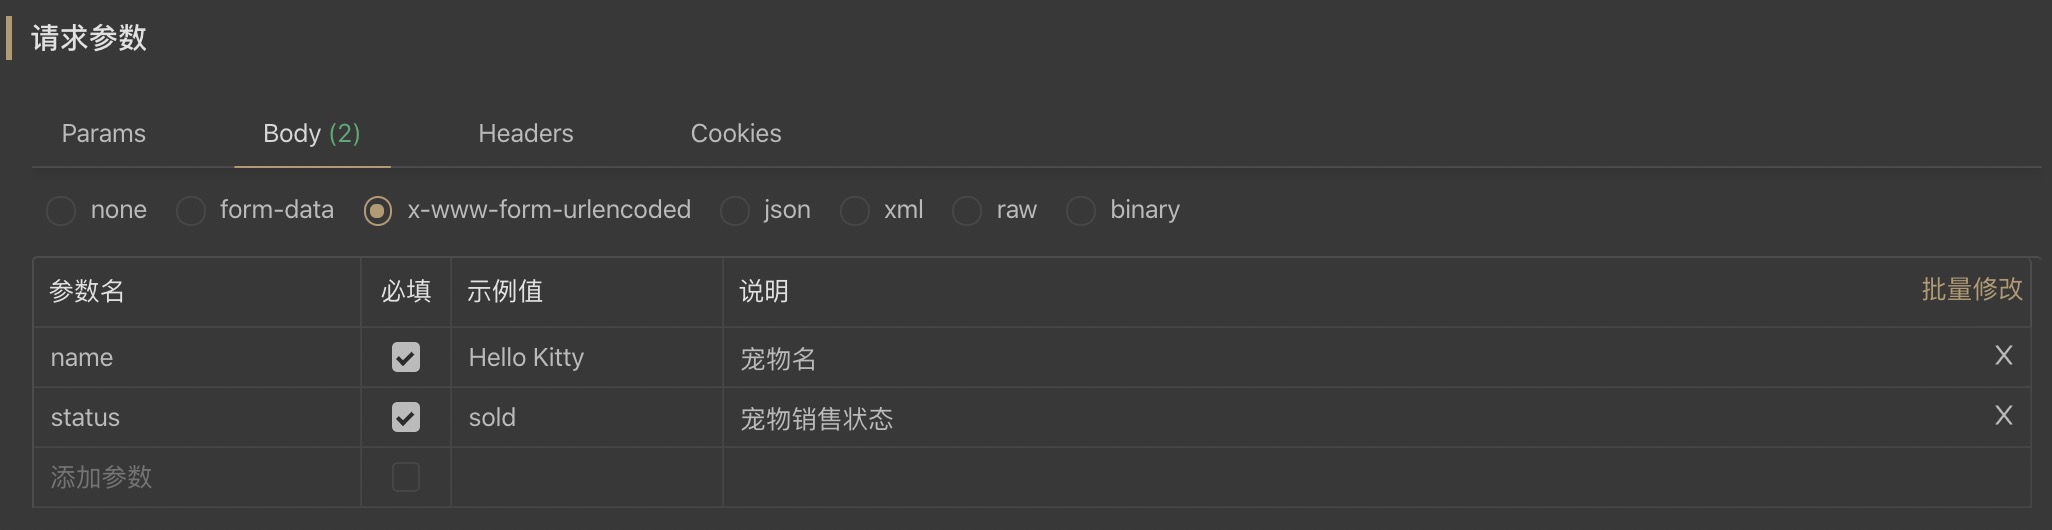 请求参数
Params Body (2) Headers Cookies
none form-data x-www-form-urlencoded json xml raw binary
参数名 必填 示例值 说明 批量修改
name Hello Kitty 宠物名 X
status sold 宠物销售状态 X
添加参数